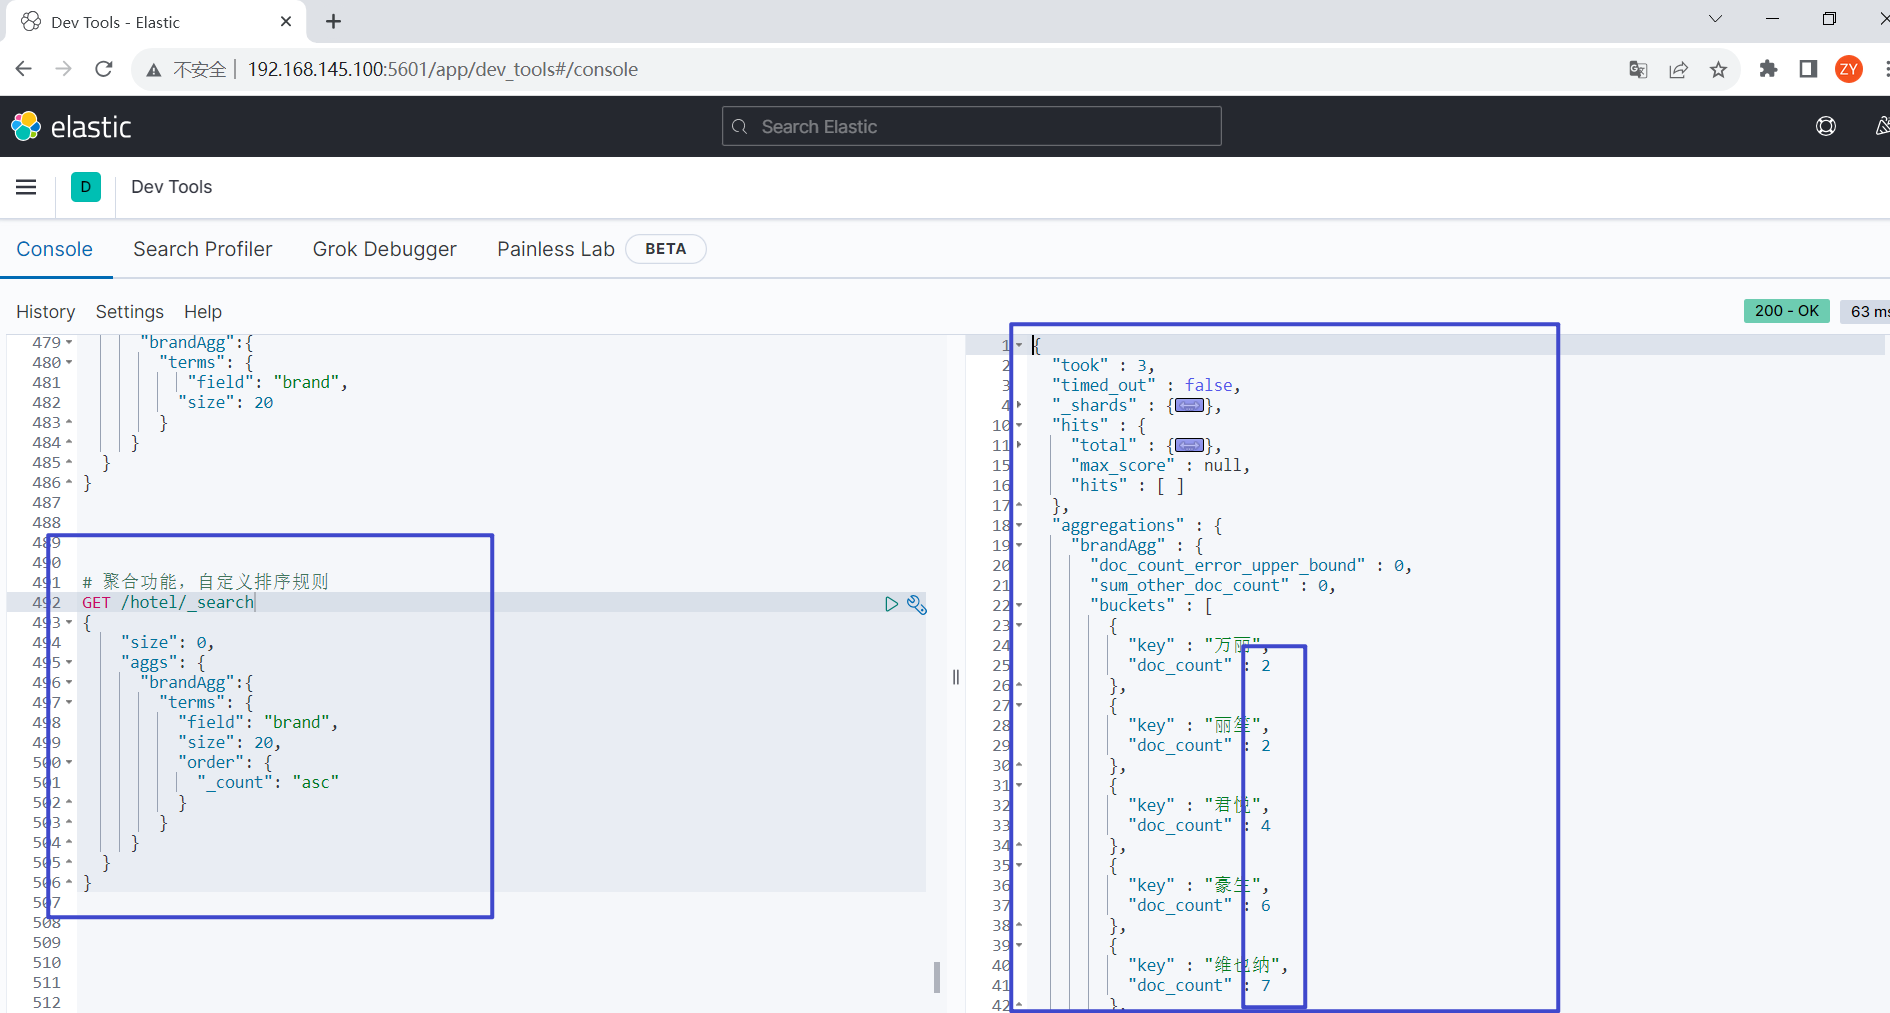 Dev Tools - Elastic
不安全 192.168.145.100:5601/app/dev_tools#/console
ZY
elastic
Search Elastic
D
Dev Tools
Console Search Profiler Grok Debugger Painless Lab BETA
History Settings Help
200 - OK 63 ms
479 "brandAgg":{
480 "terms": {
481 "field": "brand",
482 "size": 20
483 }
484 }
485 }
486 }
487
488
489
490
491 # 聚合功能，自定义排序规则
492 GET /hotel/_search
493 {
494 "size": 0,
495 "aggs": {
496 "brandAgg":{
497 "terms": {
498 "field": "brand",
499 "size": 20,
500 "order": {
501 "_count": "asc"
502 }
503 }
504 }
505 }
506 }
507
508
509
510
511
512
1 {
2 "took" : 3,
3 "timed_out" : false,
4 "_shards" : {},
10 "hits" : {
11 "total" : {},
15 "max_score" : null,
16 "hits" : [ ]
17 },
18 "aggregations" : {
19 "brandAgg" : {
20 "doc_count_error_upper_bound" : 0,
21 "sum_other_doc_count" : 0,
22 "buckets" : [
23 {
24 "key" : "万丽",
25 "doc_count" : 2
26 },
27 {
28 "key" : "丽笙",
29 "doc_count" : 2
30 },
31 {
32 "key" : "君悦",
33 "doc_count" : 4
34 },
35 {
36 "key" : "豪生",
37 "doc_count" : 6
38 },
39 {
40 "key" : "维也纳",
41 "doc_count" : 7
42 },